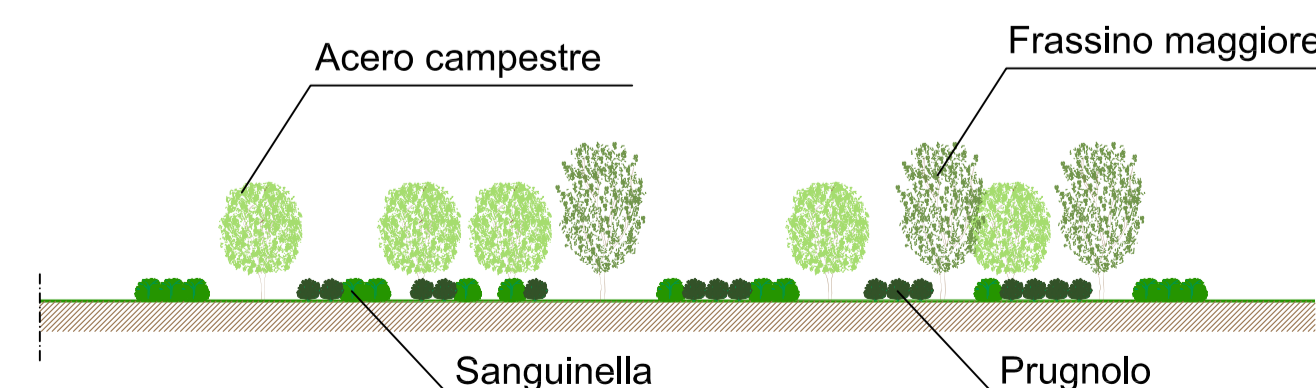 Frassino maggiore
Acero campestre
Sanguinella
Prugnolo